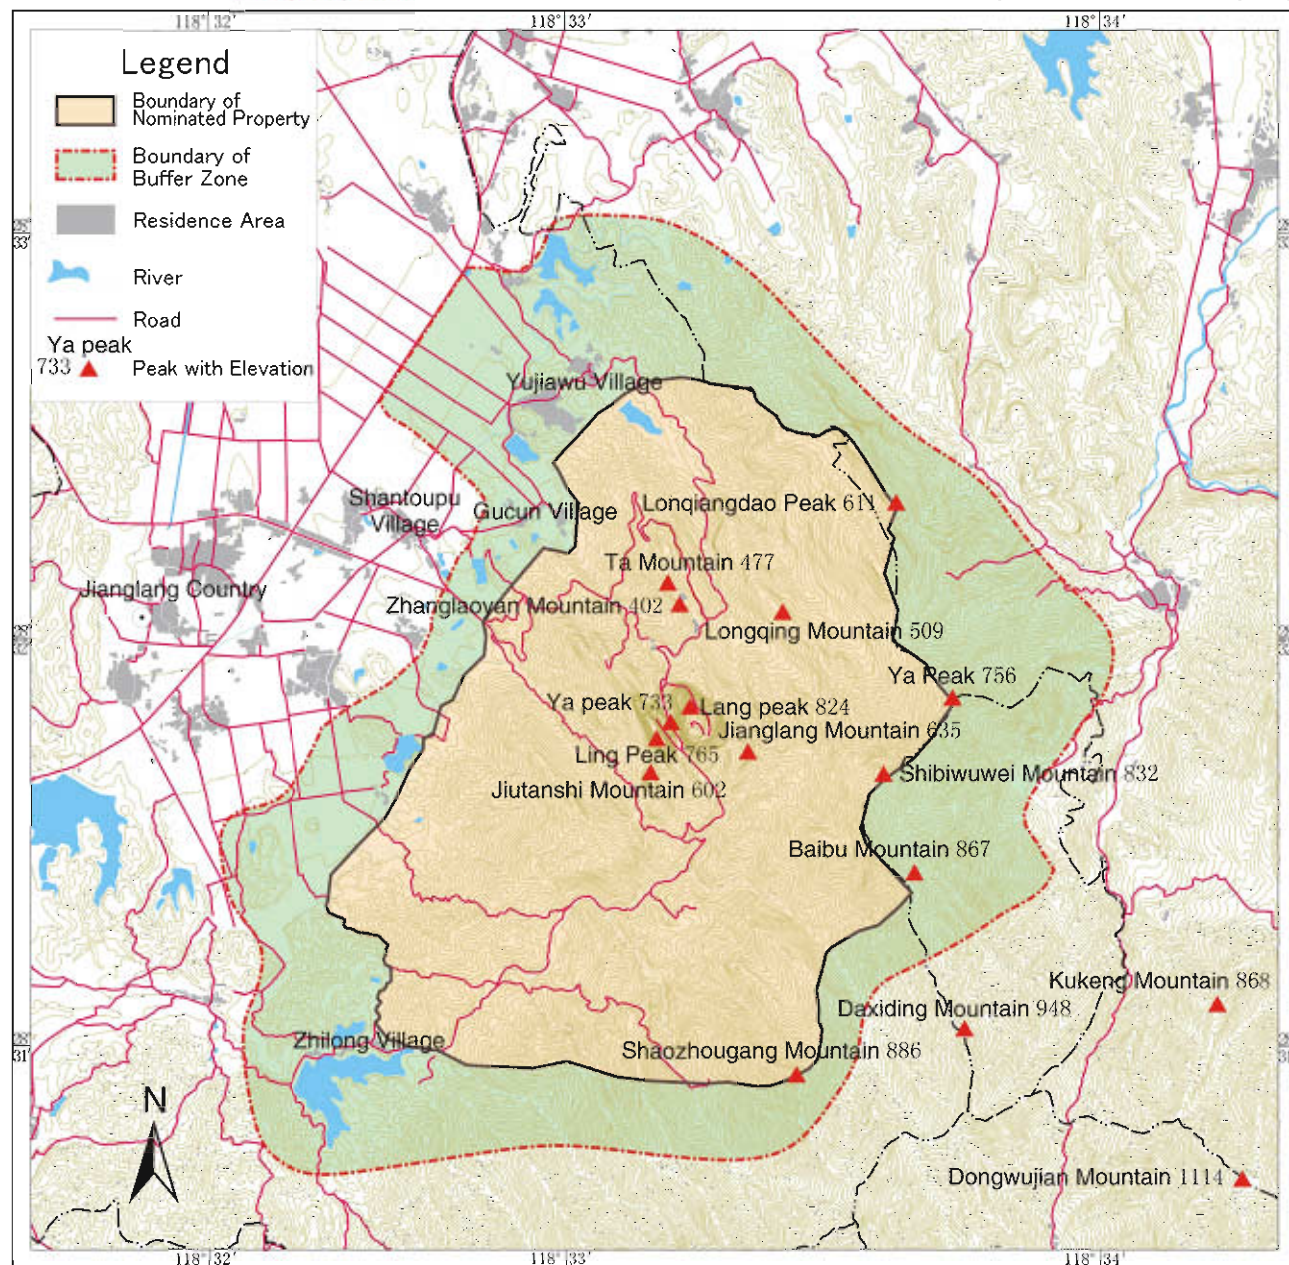 118° 32′
118° 33′
118° 34′
Legend
Boundary of
Nominated Property
Boundary of
Buffer Zone
Residence Area
River
Road
Ya peak
733
Peak with Elevation
33′
Yujiawu Village
Shantoupu
Village
Gucun Village
Lonqiangdao Peak 611
Ta Mountain 477
Jianglang Country
Zhanglaoyan Mountain 402
Longqing Mountain 509
Ya Peak 756
Ya peak 733
Lang peak 824
Jianglang Mountain 635
Ling Peak 765
Shibiwuwei Mountain 832
Jiutanshi Mountain 602
Baibu Mountain 867
Kukeng Mountain 868
Daxiding Mountain 948
Zhilong Village
Shaozhougang Mountain 886
31′
N
Dongwujian Mountain 1114
118° 32′
118° 33′
118° 34′